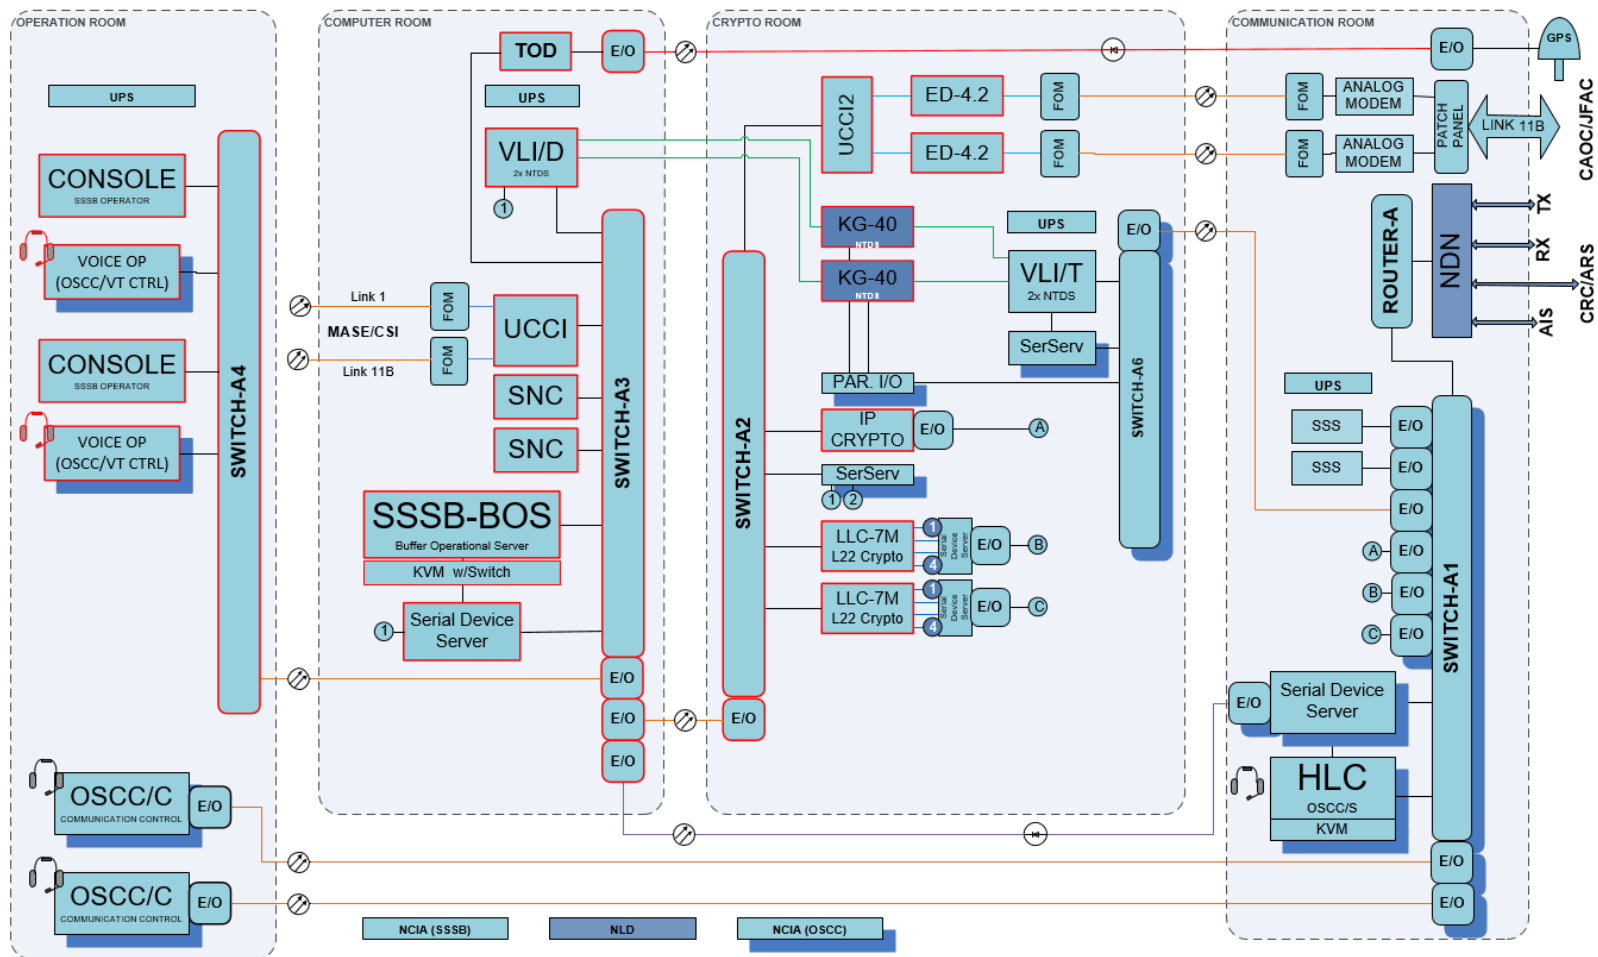 OPERATION ROOM
UPS
CONSOLE
SSSB OPERATOR
VOICE OP
(OSCC/VT CTRL)
CONSOLE
SSSB OPERATOR
VOICE OP
(OSCC/VT CTRL)
SWITCH-A4
OSCC/C
COMMUNICATION CONTROL
E/O
OSCC/C
COMMUNICATION CONTROL
E/O
COMPUTER ROOM
TOD
E/O
UPS
VLI/D
2x NTDS
1
Link 1
FOM
MASE/CSI
UCCI
Link 11B
FOM
SNC
SNC
SSSB-BOS
Buffer Operational Server
KVM w/Switch
Serial Device
Server
1
SWITCH-A3
E/O
E/O
E/O
CRYPTO ROOM
UCCI2
ED-4.2
FOM
ED-4.2
FOM
KG-40
NTDS
KG-40
NTDS
UPS
VLI/T
2x NTDS
SerServ
E/O
SWITCH-A6
PAR. I/O
SWITCH-A2
E/O
IP
CRYPTO
E/O
A
SerServ
1
2
LLC-7M
L22 Crypto
1
4
Serial
Device
Server
E/O
B
LLC-7M
L22 Crypto
1
4
Serial
Device
Server
E/O
C
COMMUNICATION ROOM
E/O
GPS
FOM
ANALOG
MODEM
FOM
ANALOG
MODEM
PATCH
PANEL
LINK 11B
CAOC/JFAC
ROUTER-A
NDN
TX
RX
CRC/ARS
AIS
UPS
SSS
E/O
SSS
E/O
E/O
A
E/O
B
E/O
C
E/O
SWITCH-A1
E/O
Serial Device
Server
HLC
OSCC/S
KVM
E/O
E/O
NCIA (SSSB)
NLD
NCIA (OSCC)